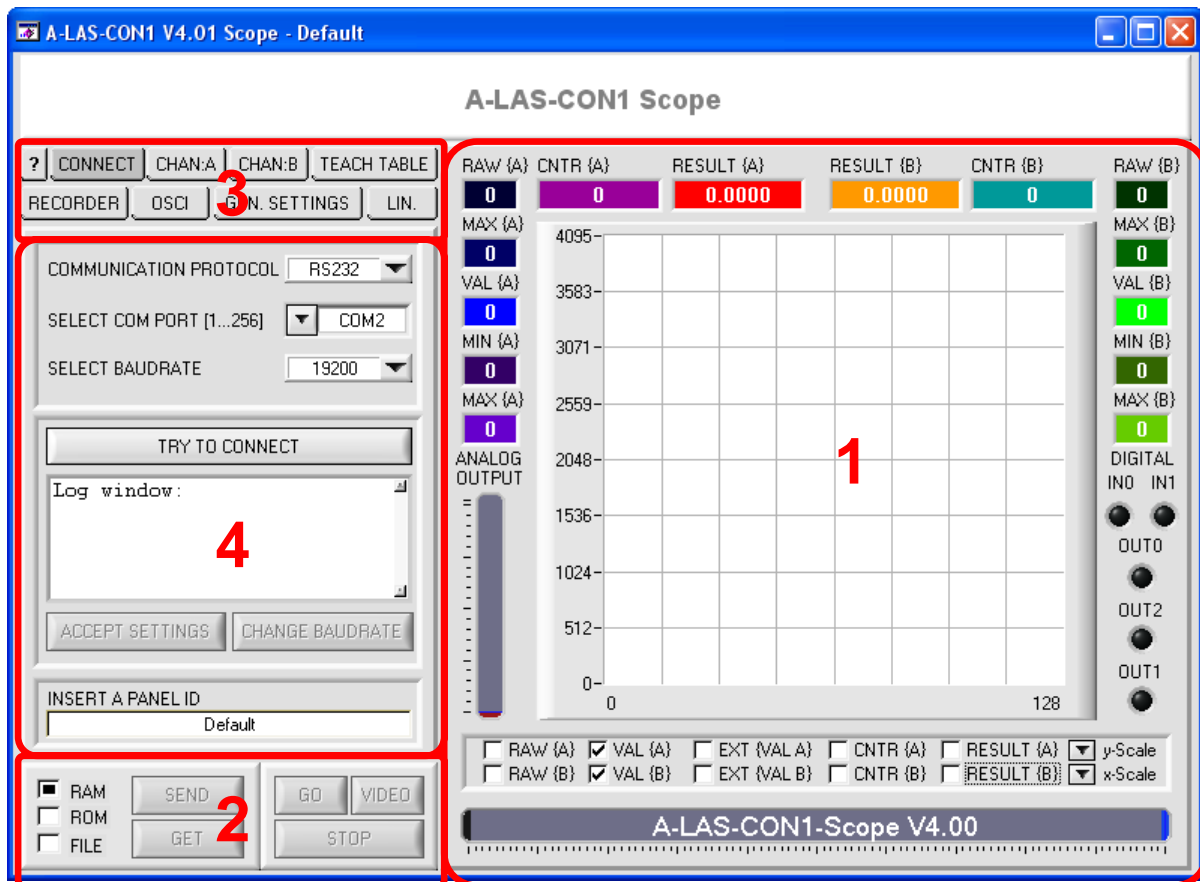 A-LAS-CON1 V4.01 Scope - Default
A-LAS-CON1 Scope
? CONNECT CHAN:A CHAN:B TEACH TABLE
RECORDER OSCI GEN. SETTINGS LIN.
3
COMMUNICATION PROTOCOL RS232
SELECT COM PORT [1...256] COM2
SELECT BAUDRATE 19200
TRY TO CONNECT
Log window:
4
ACCEPT SETTINGS CHANGE BAUDRATE
INSERT A PANEL ID
Default
RAM SEND GO VIDEO
ROM
FILE GET STOP
2
RAW {A} CNTR {A} RESULT {A} RESULT {B} CNTR {B} RAW {B}
0 0 0.0000 0.0000 0 0
MAX {A}
0
VAL {A}
0
MIN {A}
0
MAX {A}
0
ANALOG
OUTPUT
4095
3583
3071
2559
2048
1536
1024
512
0
0 128
1
MAX {B}
0
VAL {B}
0
MIN {B}
0
MAX {B}
0
DIGITAL
IN0 IN1
OUT0
OUT2
OUT1
RAW {A} VAL {A} EXT {VAL A} CNTR {A} RESULT {A} y-Scale
RAW {B} VAL {B} EXT {VAL B} CNTR {B} RESULT {B} x-Scale
A-LAS-CON1-Scope V4.00